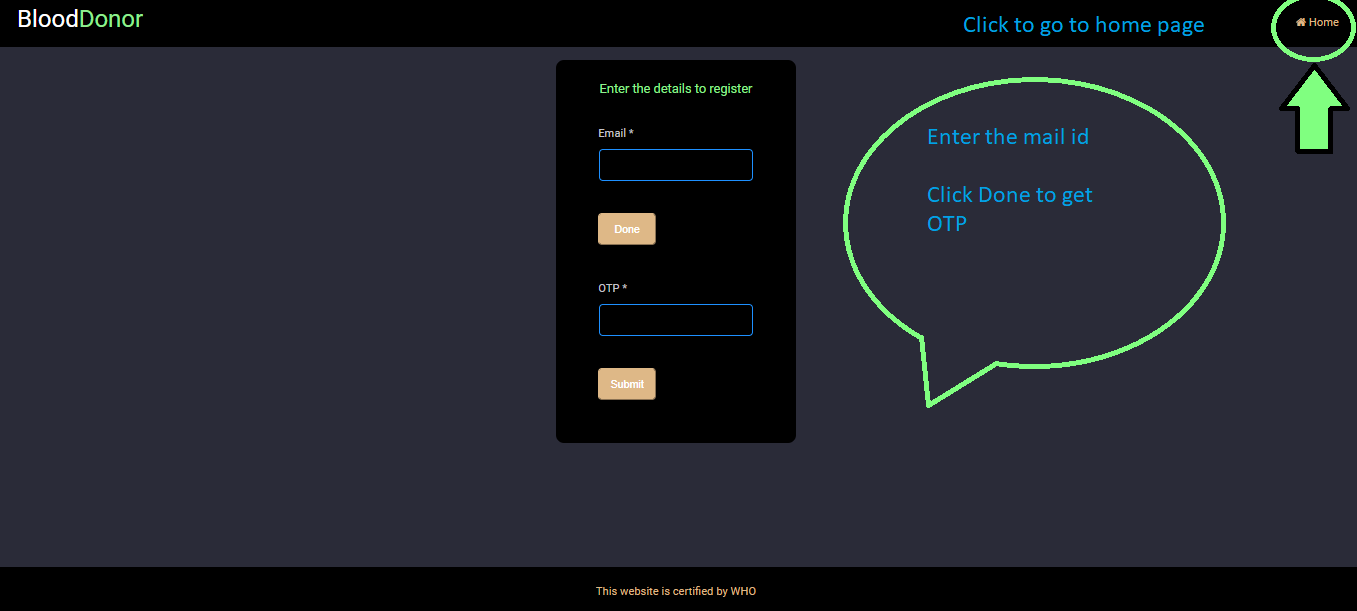 BloodDonor
Click to go to home page
Home
Enter the details to register
Email *
Done
OTP *
Submit
Enter the mail id
Click Done to get
OTP
This website is certified by WHO